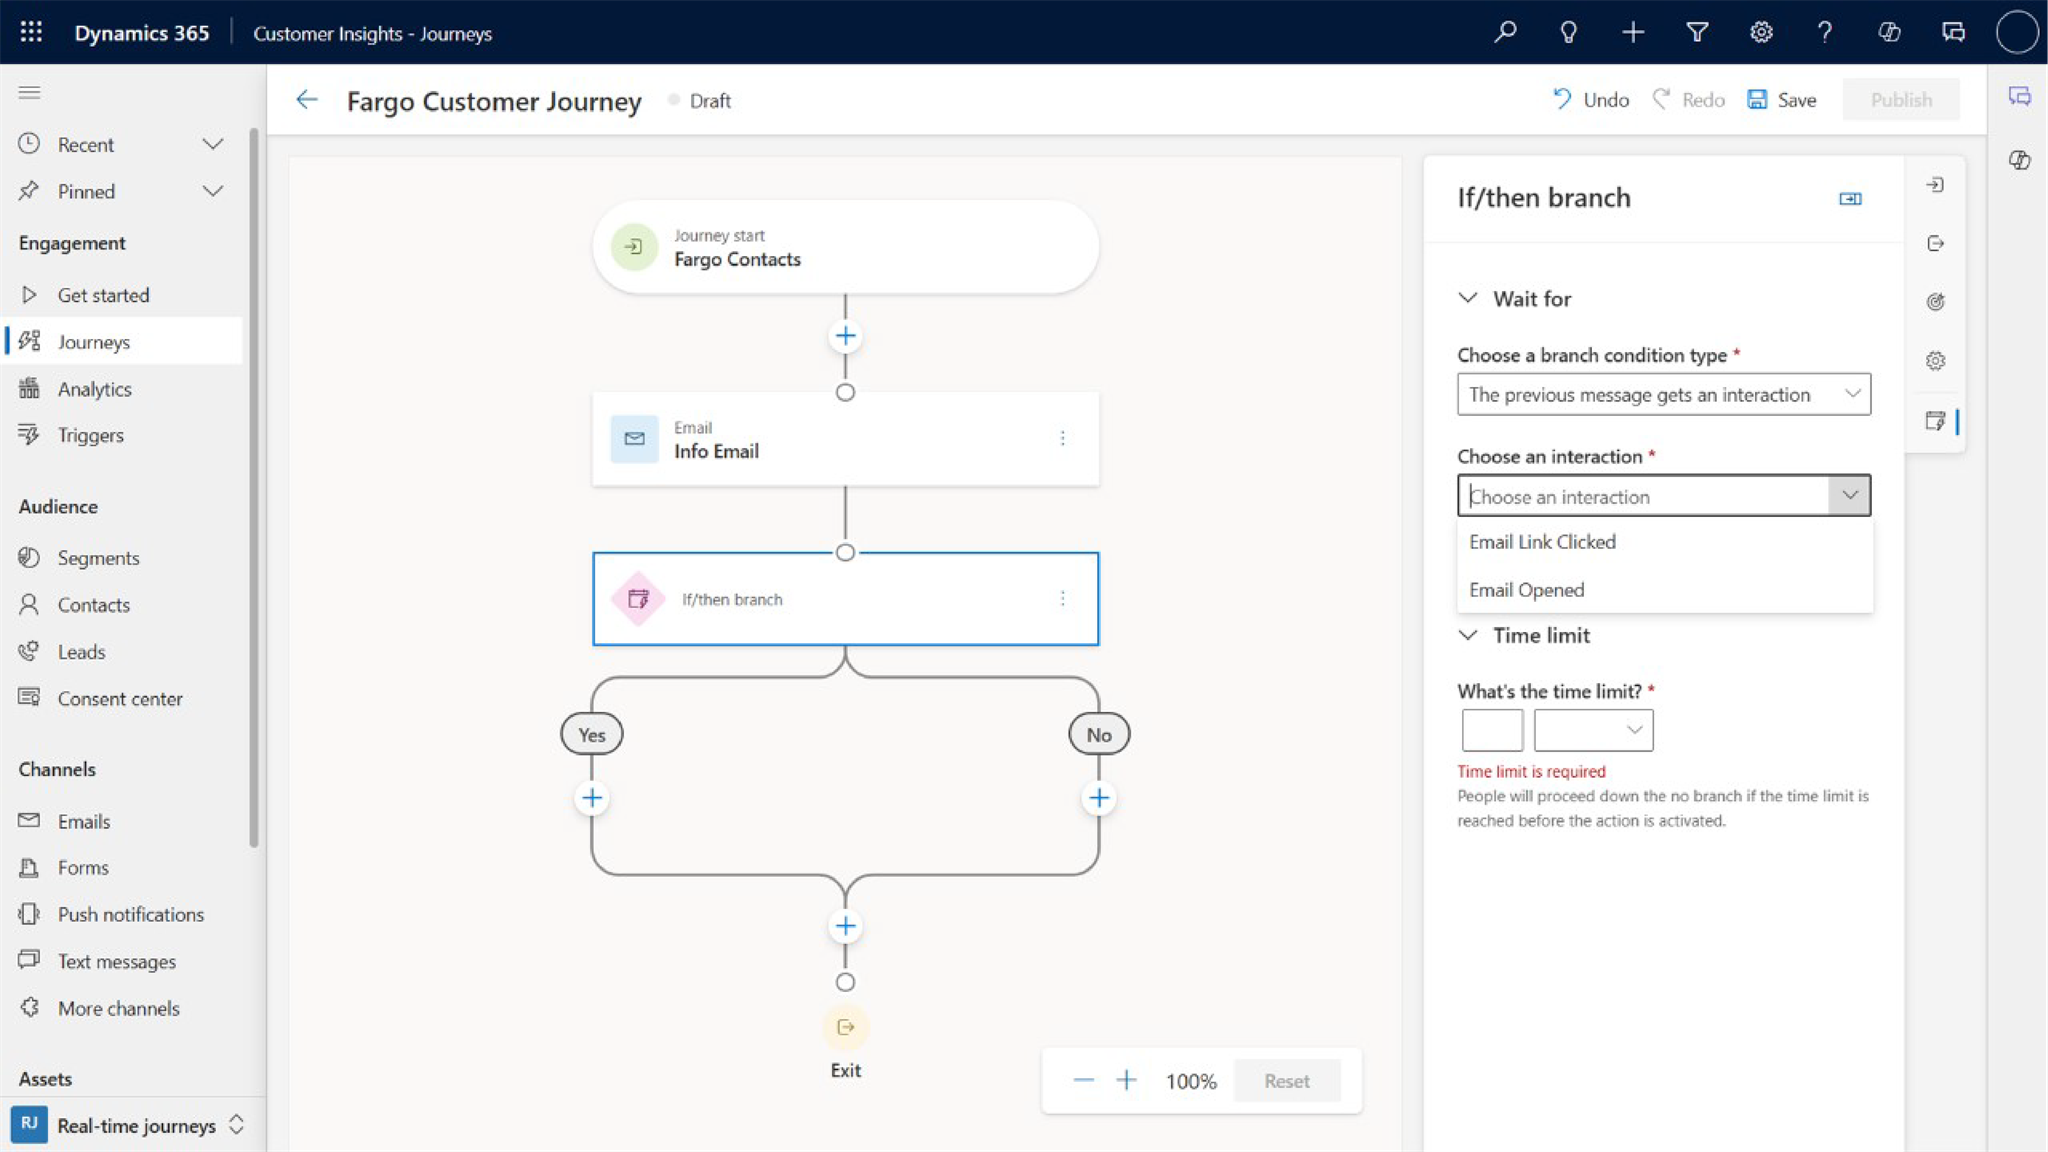 Dynamics 365
Customer Insights - Journeys
Fargo Customer Journey
Draft
Undo
Redo
Save
Publish
Recent
Pinned
Engagement
Get started
Journeys
Analytics
Triggers
Audience
Segments
Contacts
Leads
Consent center
Channels
Emails
Forms
Push notifications
Text messages
More channels
Assets
RJ
Real-time journeys
Journey start
Fargo Contacts
Email
Info Email
If/then branch
Yes
No
Exit
100%
Reset
If/then branch
Wait for
Choose a branch condition type *
The previous message gets an interaction
Choose an interaction *
Choose an interaction
Email Link Clicked
Email Opened
Time limit
What's the time limit? *
Time limit is required
People will proceed down the no branch if the time limit is
reached before the action is activated.